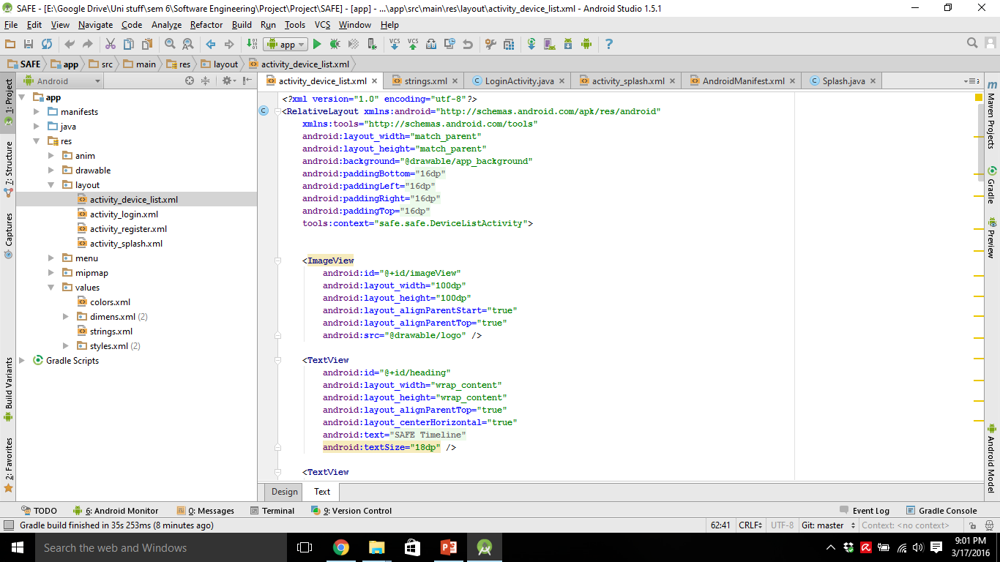 SAFE - [E:\Google Drive\Uni stuff\sem 6\Software Engineering\Project\Project\SAFE] - [app] - ...\app\src\main\res\layout\activity_device_list.xml - Android Studio 1.5.1
File Edit View Navigate Code Analyze Refactor Build Run Tools VCS Window Help
app VCS VCS ?
SAFE app src main res layout activity_device_list.xml
Android
activity_device_list.xml strings.xml LoginActivity.java activity_splash.xml AndroidManifest.xml Splash.java
1: Project
7: Structure
Captures
Build Variants
2: Favorites
app
manifests
java
res
anim
drawable
layout
activity_device_list.xml
activity_login.xml
activity_register.xml
activity_splash.xml
menu
mipmap
values
colors.xml
dimens.xml (2)
strings.xml
styles.xml (2)
Gradle Scripts
<?xml version="1.0" encoding="utf-8"?>
<RelativeLayout xmlns:android="http://schemas.android.com/apk/res/android"
xmlns:tools="http://schemas.android.com/tools"
android:layout_width="match_parent"
android:layout_height="match_parent"
android:background="@drawable/app_background"
android:paddingBottom="16dp"
android:paddingLeft="16dp"
android:paddingRight="16dp"
android:paddingTop="16dp"
tools:context="safe.safe.DeviceListActivity">
<ImageView
android:id="@+id/imageView"
android:layout_width="100dp"
android:layout_height="100dp"
android:layout_alignParentStart="true"
android:layout_alignParentTop="true"
android:src="@drawable/logo" />
<TextView
android:id="@+id/heading"
android:layout_width="wrap_content"
android:layout_height="wrap_content"
android:layout_alignParentTop="true"
android:layout_centerHorizontal="true"
android:text="SAFE Timeline"
android:textSize="18dp" />
<TextView
Maven Projects
Gradle
Preview
Android Model
Design Text
TODO 6: Android Monitor 0: Messages Terminal 9: Version Control Event Log Gradle Console
Gradle build finished in 35s 253ms (8 minutes ago) 62:41 CRLF UTF-8 Git: master Context: <no context>
Search the web and Windows
9:01 PM
3/17/2016